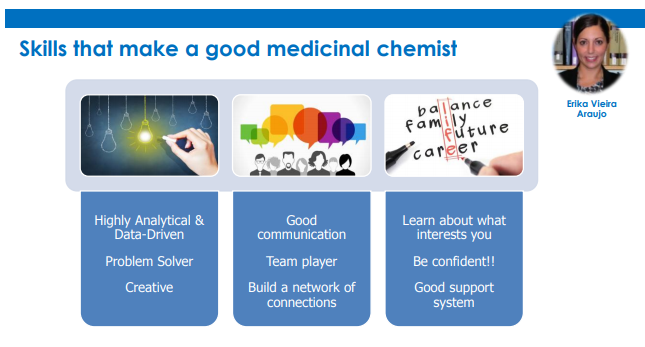 Skills that make a good medicinal chemist
Erika Vieira
Araujo
balance
family
future
career
life
Highly Analytical &
Data-Driven
Problem Solver
Creative
Good
communication
Team player
Build a network of
connections
Learn about what
interests you
Be confident!!
Good support
system